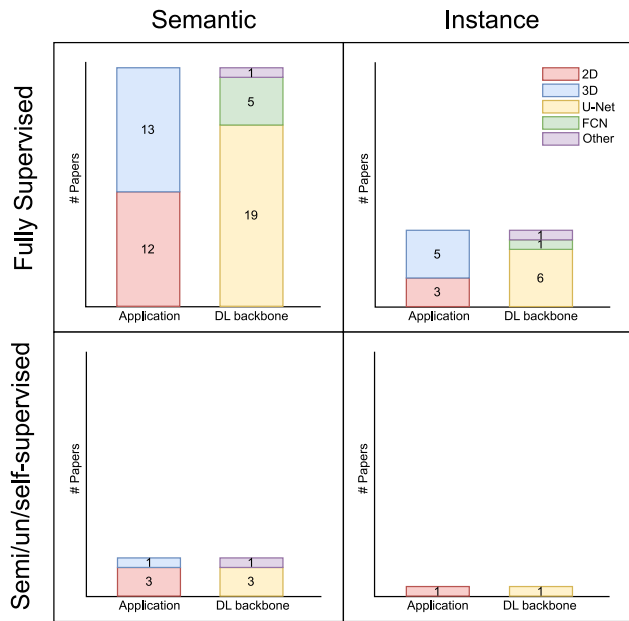 Semantic
Instance
Fully Supervised
# Papers
13
12
1
5
19
Application
DL backbone
# Papers
2D
3D
U-Net
FCN
Other
5
3
1
1
6
Application
DL backbone
Semi/un/self-supervised
# Papers
1
3
1
3
Application
DL backbone
# Papers
1
1
Application
DL backbone